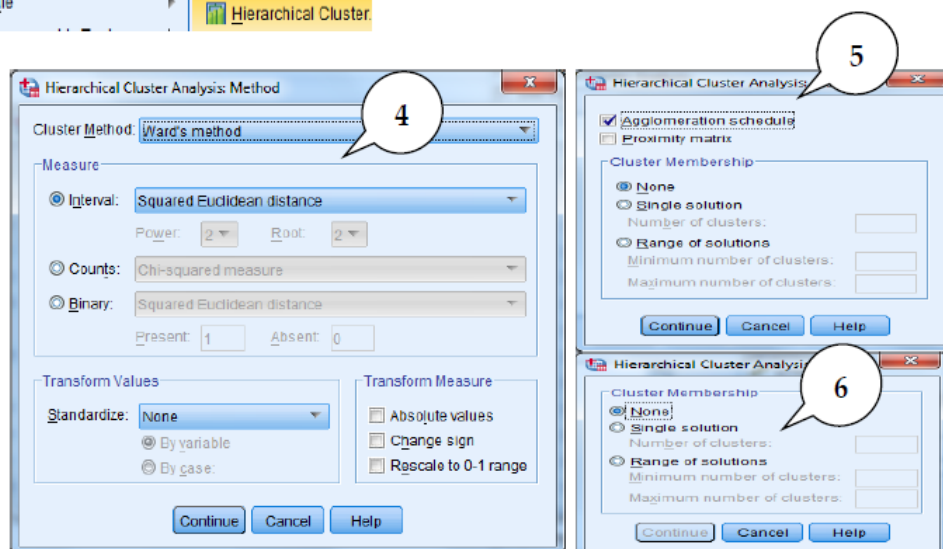 Hierarchical Cluster.
Hierarchical Cluster Analysis: Method
4
Cluster Method: Ward's method
Measure
Interval: Squared Euclidean distance
Power: 2 Root: 2
Counts: Chi-squared measure
Binary: Squared Euclidean distance
Present: 1 Absent: 0
Transform Values
Standardize: None
By variable
By case:
Transform Measure
Absolute values
Change sign
Rescale to 0-1 range
Continue Cancel Help
5
Hierarchical Cluster Analysis:
Agglomeration schedule
Proximity matrix
Cluster Membership
None
Single solution
Number of clusters:
Range of solutions
Minimum number of clusters:
Maximum number of clusters:
Continue Cancel Help
6
Hierarchical Cluster Analysi
Cluster Membership
None
Single solution
Number of clusters:
Range of solutions
Minimum number of clusters:
Maximum number of clusters:
Continue Cancel Help